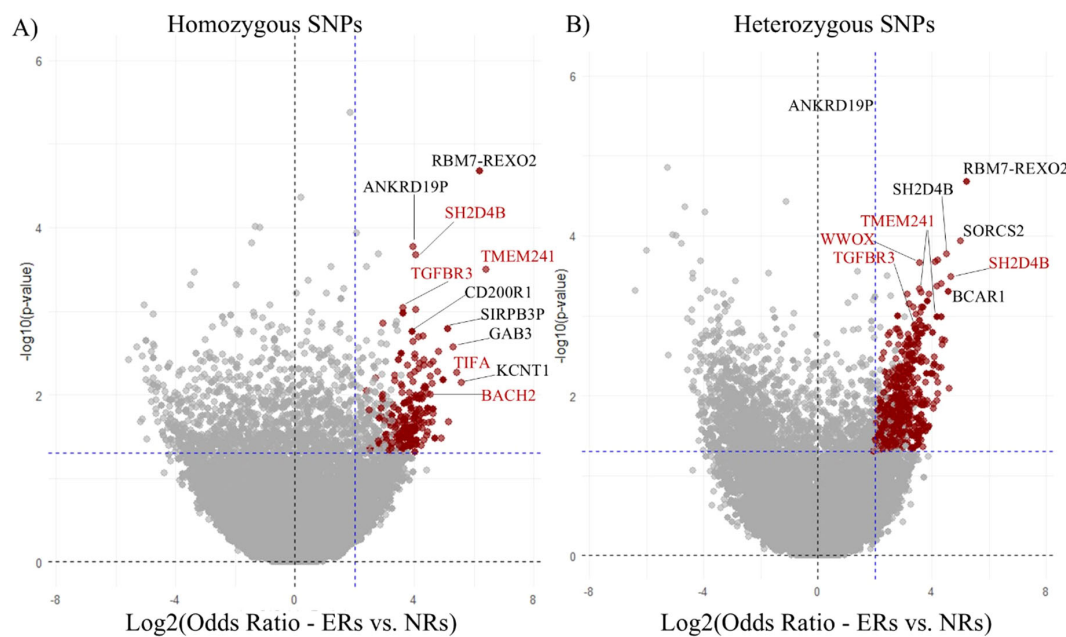 A)
Homozygous SNPs
6
RBM7-REXO2
ANKRD19P
SH2D4B
4
TMEM241
TGFBR3
CD200R1
SIRPB3P
GAB3
TIFA
KCNT1
BACH2
2
0
-log10(p-value)
-8
-4
0
4
8
Log2(Odds Ratio - ERs vs. NRs)
B)
Heterozygous SNPs
6
ANKRD19P
RBM7-REXO2
SH2D4B
TMEM241
SORCS2
WWOX
TGFBR3
SH2D4B
BCAR1
4
2
0
-log10(p-value)
-8
-4
0
4
8
Log2(Odds Ratio - ERs vs. NRs)